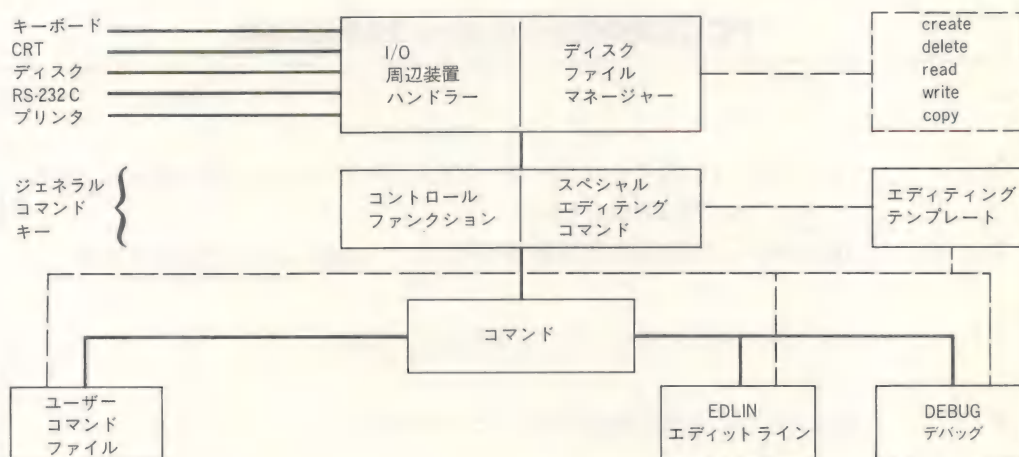 キーボード
CRT
ディスク
RS-232C
プリンタ
I/O
周辺装置
ハンドラー
ディスク
ファイル
マネージャー
create
delete
read
write
copy
ジェネラル
コマンド
キー
コントロール
ファンクション
スペシャル
エディテング
コマンド
エディティング
テンプレート
コマンド
ユーザー
コマンド
ファイル
EDLIN
エディットライン
DEBUG
デバッグ